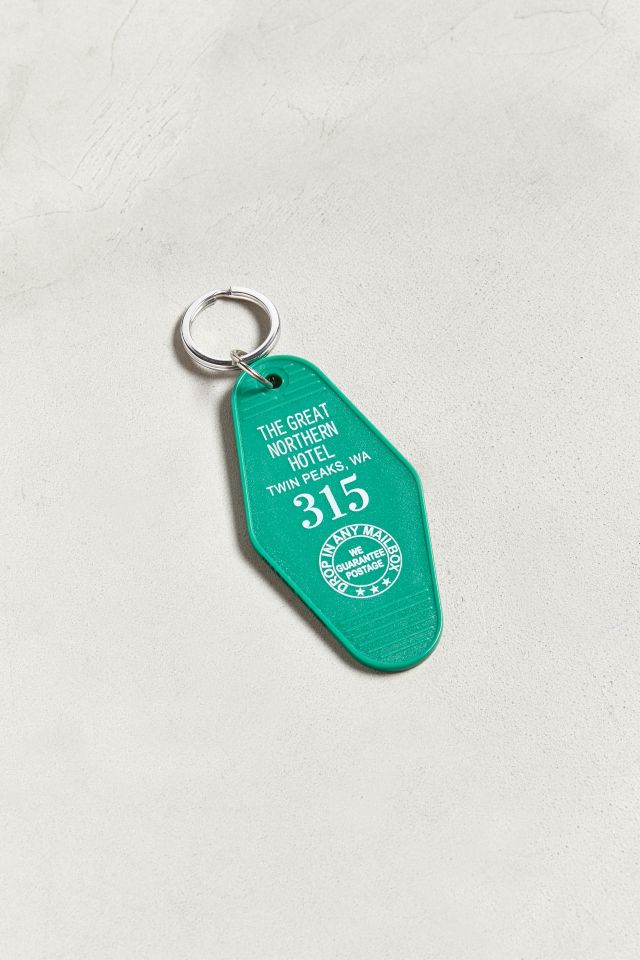 THE GREAT
NORTHERN
HOTEL
TWIN PEAKS, WA
315
DROP IN ANY MAILBOX
WE
GUARANTEE
POSTAGE